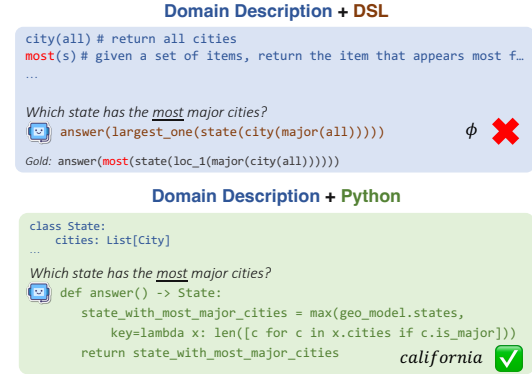 Domain Description + DSL
city(all) # return all cities
most(s) # given a set of items, return the item that appears most f…
…
Which state has the most major cities?
answer(largest_one(state(city(major(all)))))
ϕ
Gold: answer(most(state(loc_1(major(city(all))))))
Domain Description + Python
class State:
cities: List[City]
…
Which state has the most major cities?
def answer() -> State:
state_with_most_major_cities = max(geo_model.states,
key=lambda x: len([c for c in x.cities if c.is_major]))
return state_with_most_major_cities
california